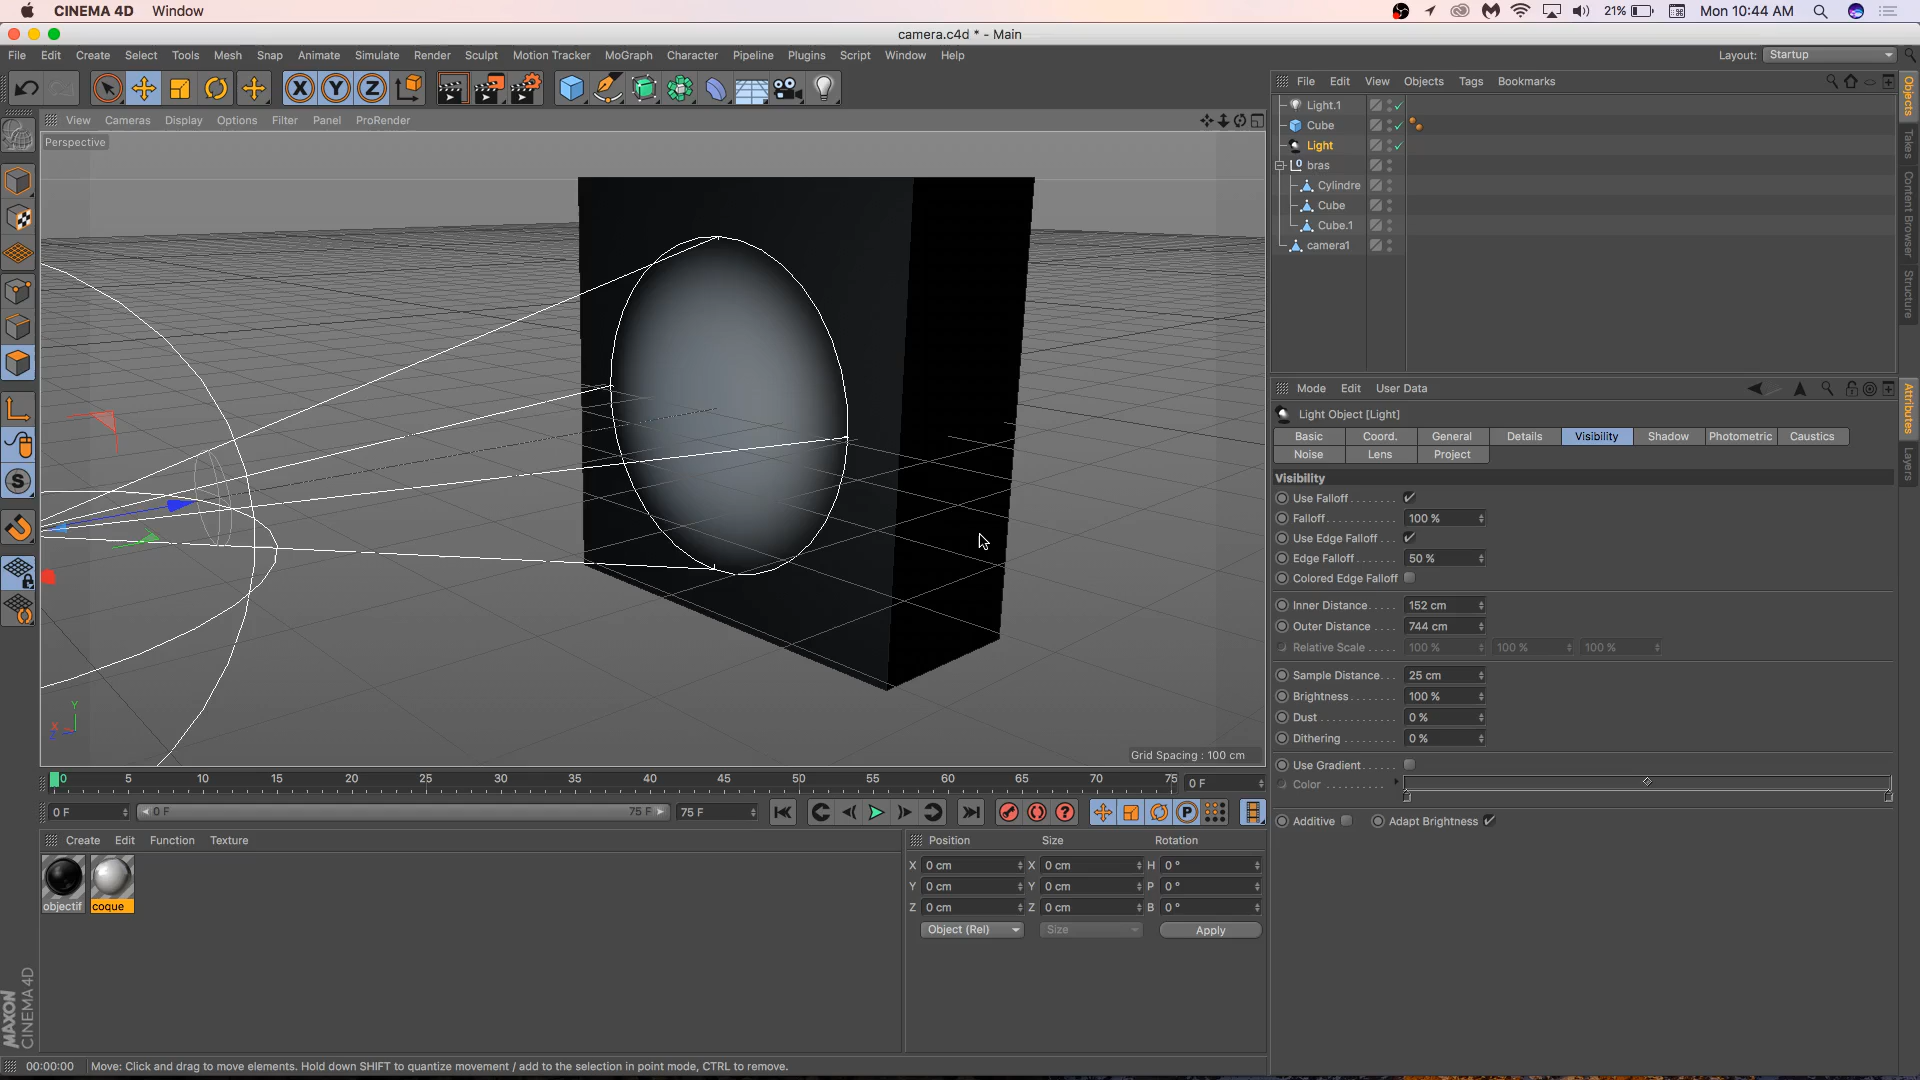 CINEMA 4D Window 21% Mon 10:44 AM
camera.c4d * - Main
File Edit Create Select Tools Mesh Snap Animate Simulate Render Sculpt Motion Tracker MoGraph Character Pipeline Plugins Script Window Help Layout: Startup
File Edit View Objects Tags Bookmarks
View Cameras Display Options Filter Panel ProRender
Perspective
Light.1
Cube
Light
bras
Cylindre
Cube
Cube.1
camera1
Objects
Takes
Content Browser
Structure
Mode Edit User Data
Attributes
Layers
Light Object [Light]
Basic Coord. General Details Visibility Shadow Photometric Caustics
Noise Lens Project
Visibility
Use Falloff
Falloff 100 %
Use Edge Falloff
Edge Falloff 50 %
Colored Edge Falloff
Inner Distance 152 cm
Outer Distance 744 cm
Relative Scale 100 % 100 % 100 %
Sample Distance 25 cm
Brightness 100 %
Dust 0 %
Dithering 0 %
Use Gradient
Color
Additive Adapt Brightness
Y
X
Z
Grid Spacing : 100 cm
0 5 10 15 20 25 30 35 40 45 50 55 60 65 70 75 0 F
0 F 0 F 75 F 75 F
Create Edit Function Texture
objectif coque
Position Size Rotation
X 0 cm X 0 cm H 0 °
Y 0 cm Y 0 cm P 0 °
Z 0 cm Z 0 cm B 0 °
Object (Rel) Size Apply
MAXON
CINEMA 4D
00:00:00 Move: Click and drag to move elements. Hold down SHIFT to quantize movement / add to the selection in point mode, CTRL to remove.